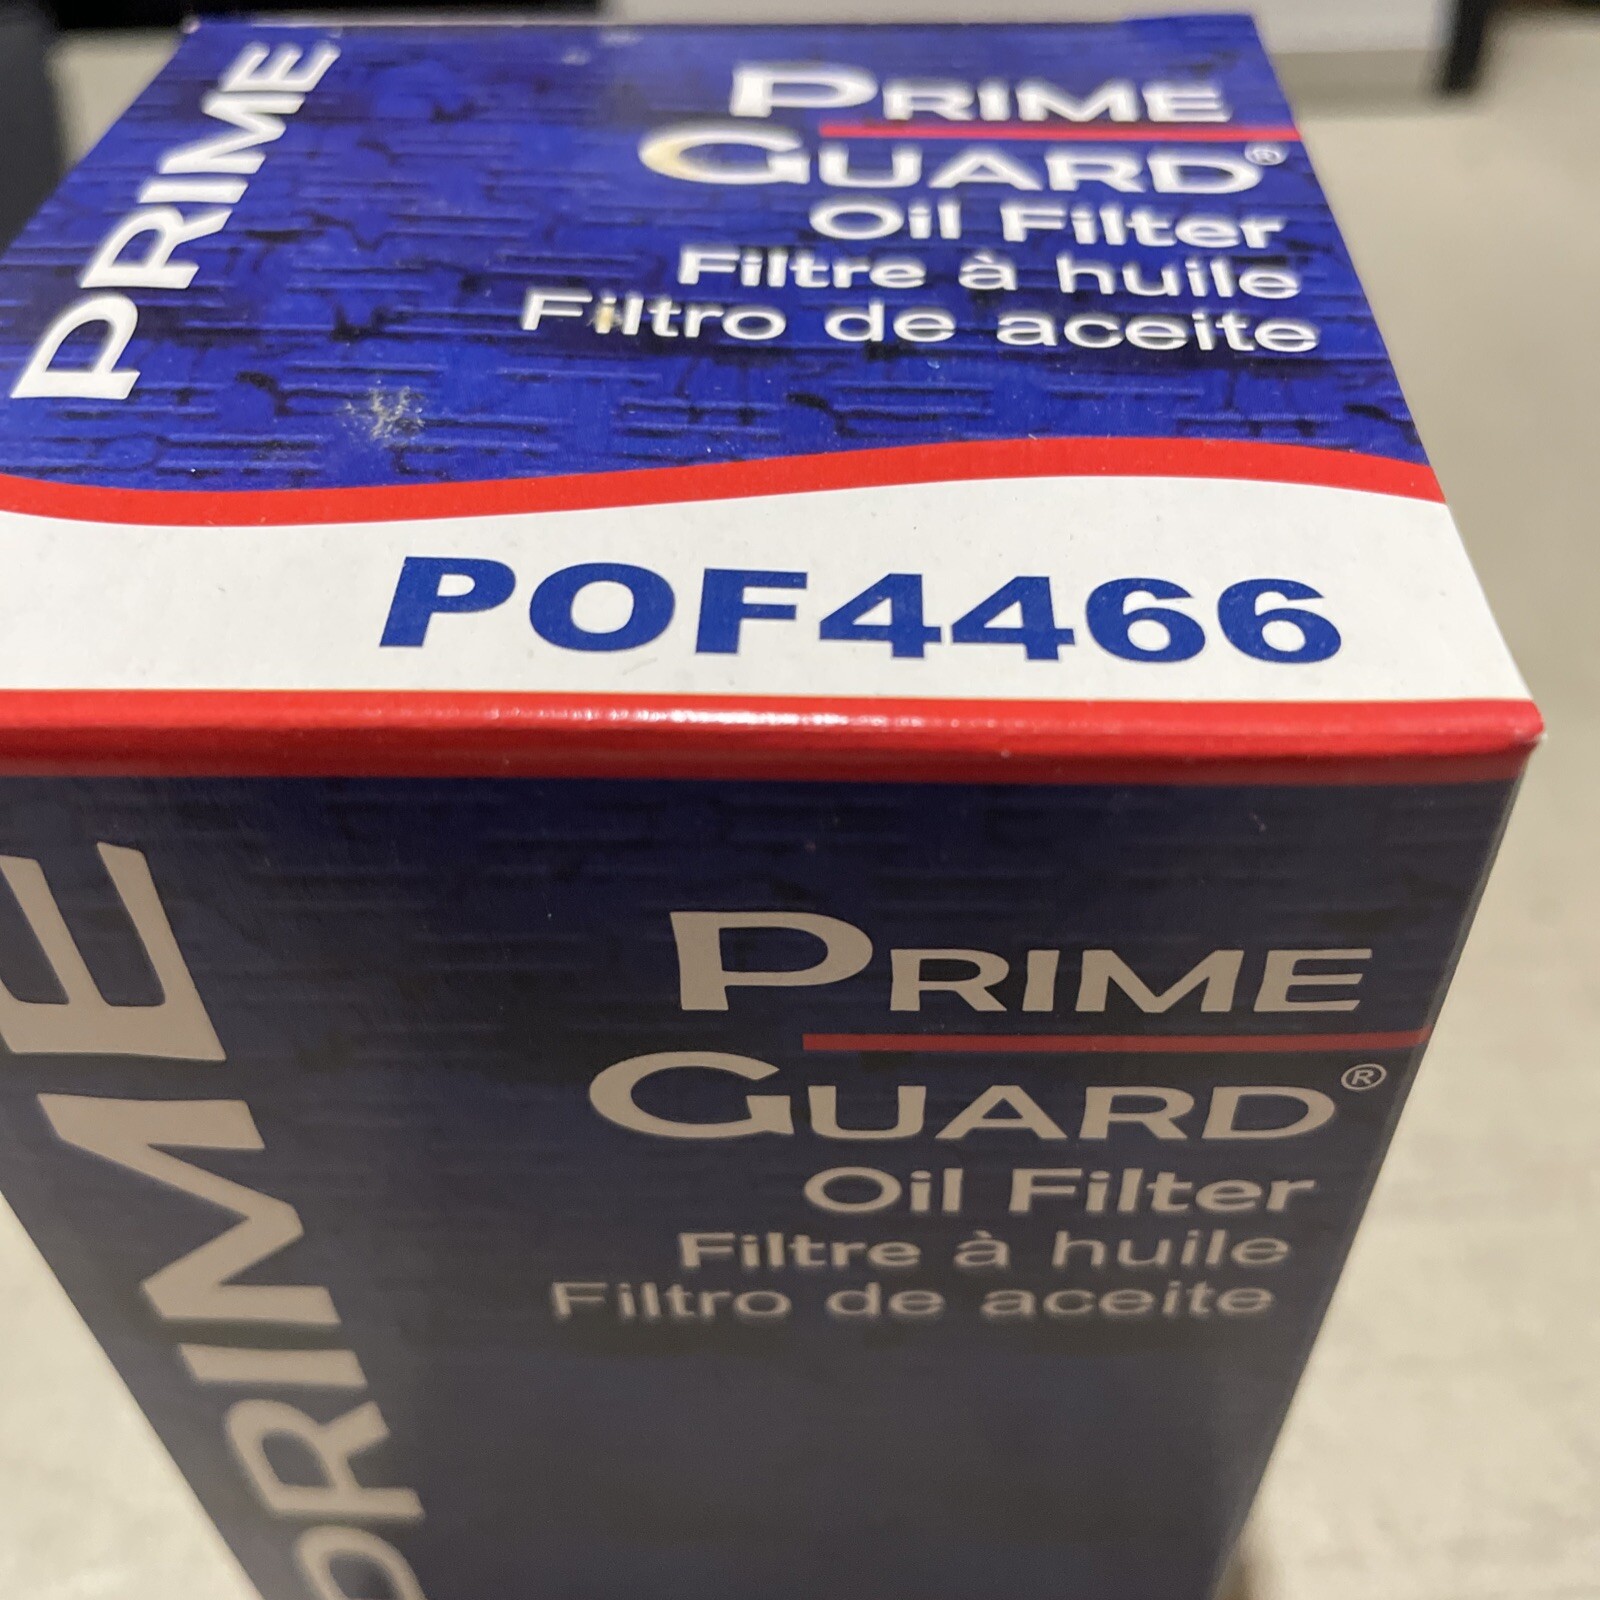 PRIME
PRIME
GUARD®
Oil Filter
Filtre à huile
Filtro de aceite
POF4466
PRIME
PRIME
GUARD®
Oil Filter
Filtre à huile
Filtro de aceite